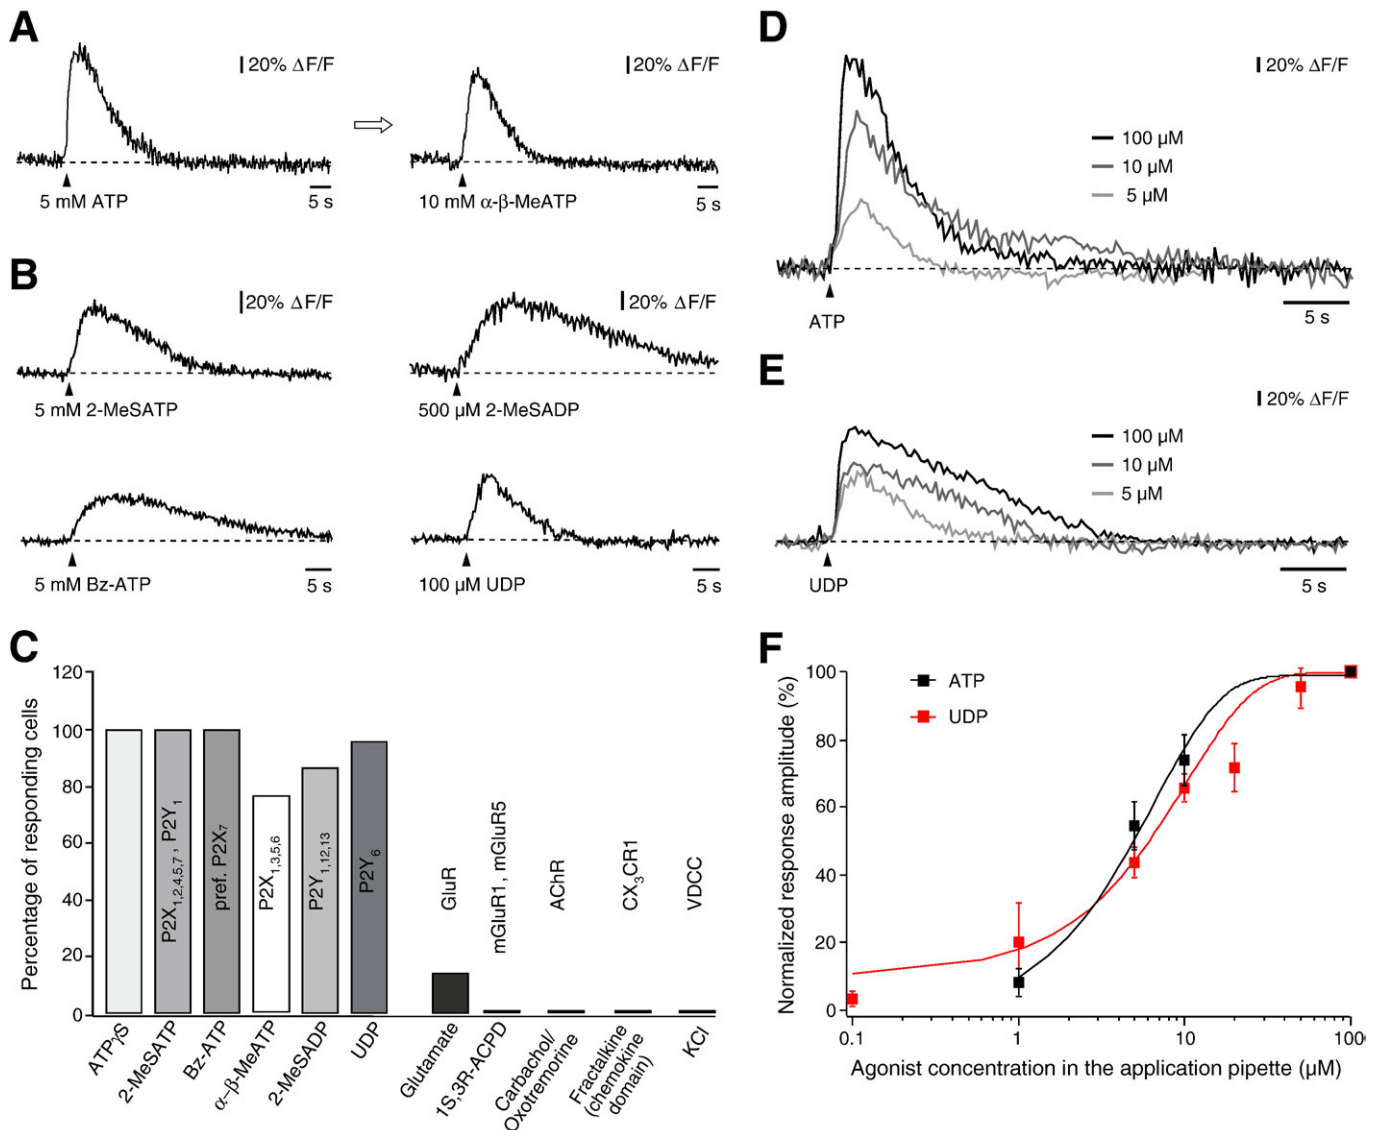 A
20% ΔF/F
5 mM ATP
5 s
20% ΔF/F
10 mM α-β-MeATP
5 s
B
20% ΔF/F
5 mM 2-MeSATP
20% ΔF/F
500 µM 2-MeSADP
5 mM Bz-ATP
5 s
100 µM UDP
5 s
C
Percentage of responding cells
120
100
80
60
40
20
0
P2X1,2,4,5,7, P2Y1
pref. P2X7
P2X1,3,5,6
P2Y1,12,13
P2Y6
GluR
mGluR1, mGluR5
AChR
CX3CR1
VDCC
ATPγS
2-MeSATP
Bz-ATP
α-β-MeATP
2-MeSADP
UDP
Glutamate
1S,3R-ACPD
Carbachol/
Oxotremorine
Fractalkine
(chemokine
domain)
KCl
D
20% ΔF/F
100 µM
10 µM
5 µM
ATP
5 s
E
20% ΔF/F
100 µM
10 µM
5 µM
UDP
5 s
F
Normalized response amplitude (%)
100
80
60
40
20
0
ATP
UDP
0.1
1
10
100
Agonist concentration in the application pipette (µM)